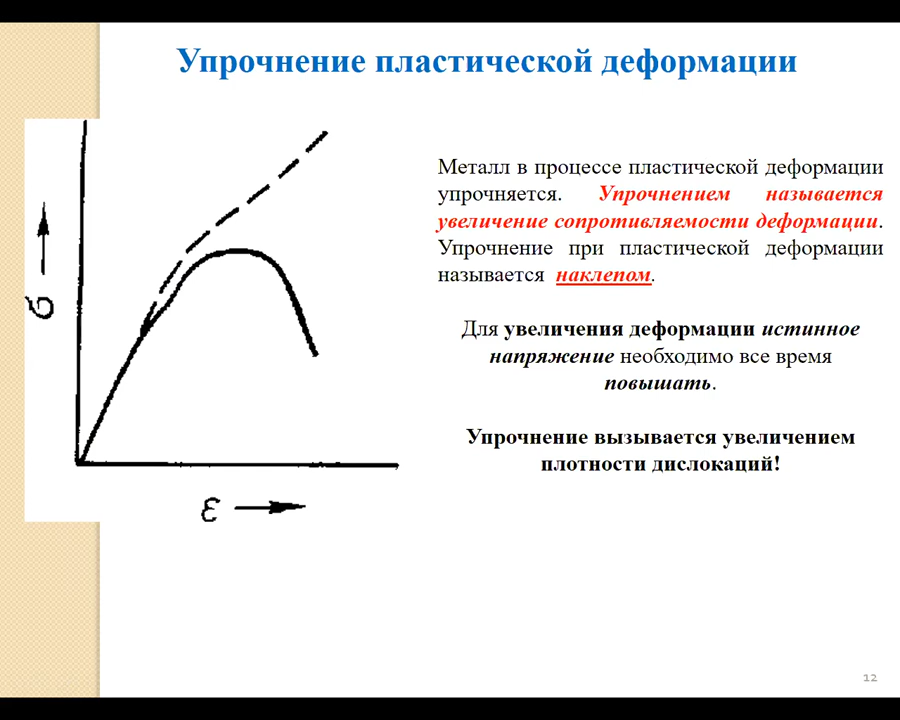 Упрочнение пластической деформации
Металл в процессе пластической деформации
упрочняется. Упрочнением называется
увеличение сопротивляемости деформации.
Упрочнение при пластической деформации
называется наклепом.
Для увеличения деформации истинное
напряжение необходимо все время
повышать.
Упрочнение вызывается увеличением
плотности дислокаций!
σ
ε
12